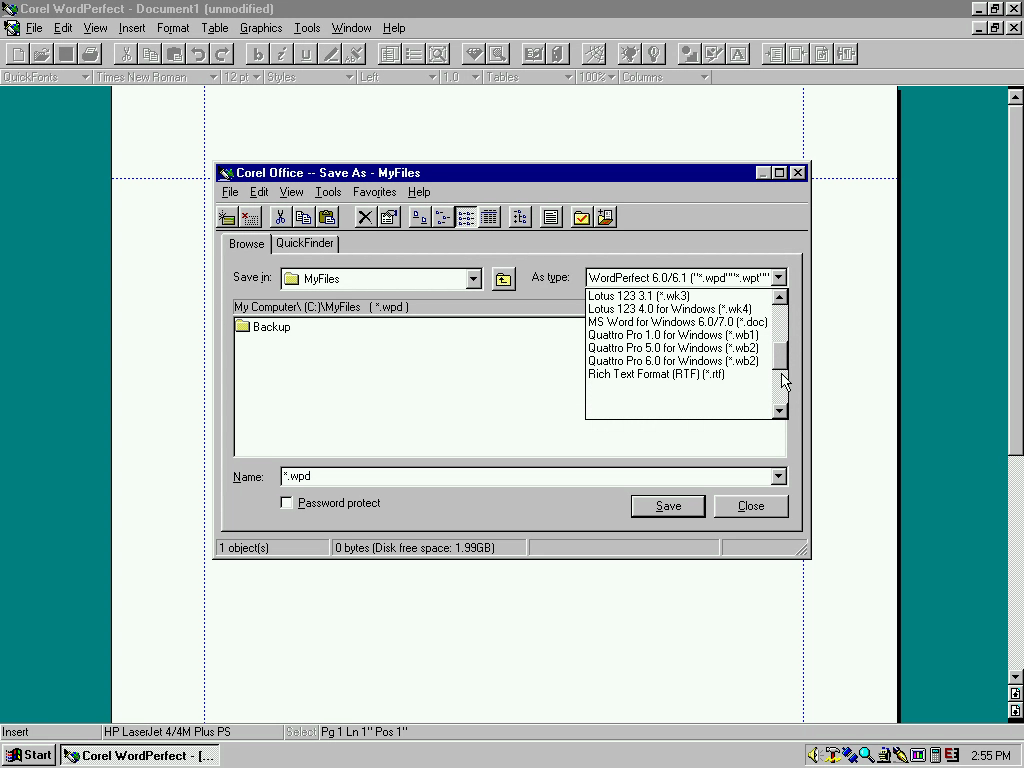 Corel WordPerfect - Document1 (unmodified)
File Edit View Insert Format Table Graphics Tools Window Help
QuickFonts Times New Roman 12 pt Styles Left 1.0 Tables 100% Columns
Corel Office -- Save As - MyFiles
File Edit View Tools Favorites Help
Browse QuickFinder
Save in: MyFiles As type: WordPerfect 6.0/6.1 ("*.wpd""*.wpt""
My Computer\ (C:)\MyFiles ( *.wpd )
Backup
Lotus 123 3.1 (*.wk3)
Lotus 123 4.0 for Windows (*.wk4)
MS Word for Windows 6.0/7.0 (*.doc)
Quattro Pro 1.0 for Windows (*.wb1)
Quattro Pro 5.0 for Windows (*.wb2)
Quattro Pro 6.0 for Windows (*.wb2)
Rich Text Format (RTF) (*.rtf)
Name: *.wpd
Password protect
Save Close
1 object(s) 0 bytes (Disk free space: 1.99GB)
Insert HP LaserJet 4/4M Plus PS Select Pg 1 Ln 1" Pos 1"
Start Corel WordPerfect - [... 2:55 PM